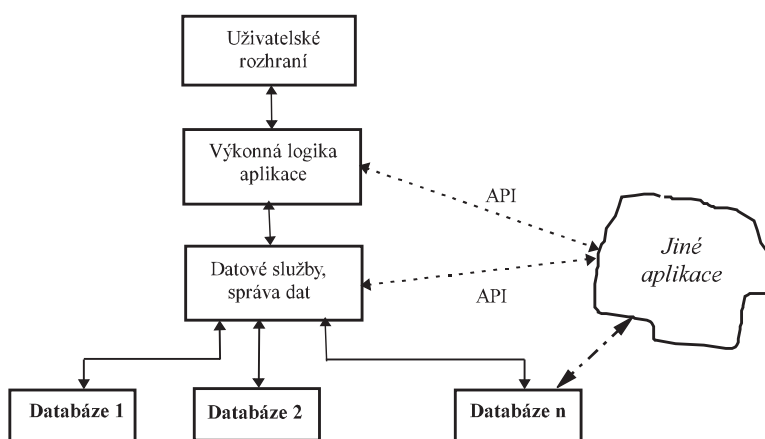 Uživatelské
rozhraní
Výkonná logika
aplikace
API
Jiné
aplikace
Datové služby,
správa dat
API
Databáze 1
Databáze 2
Databáze n